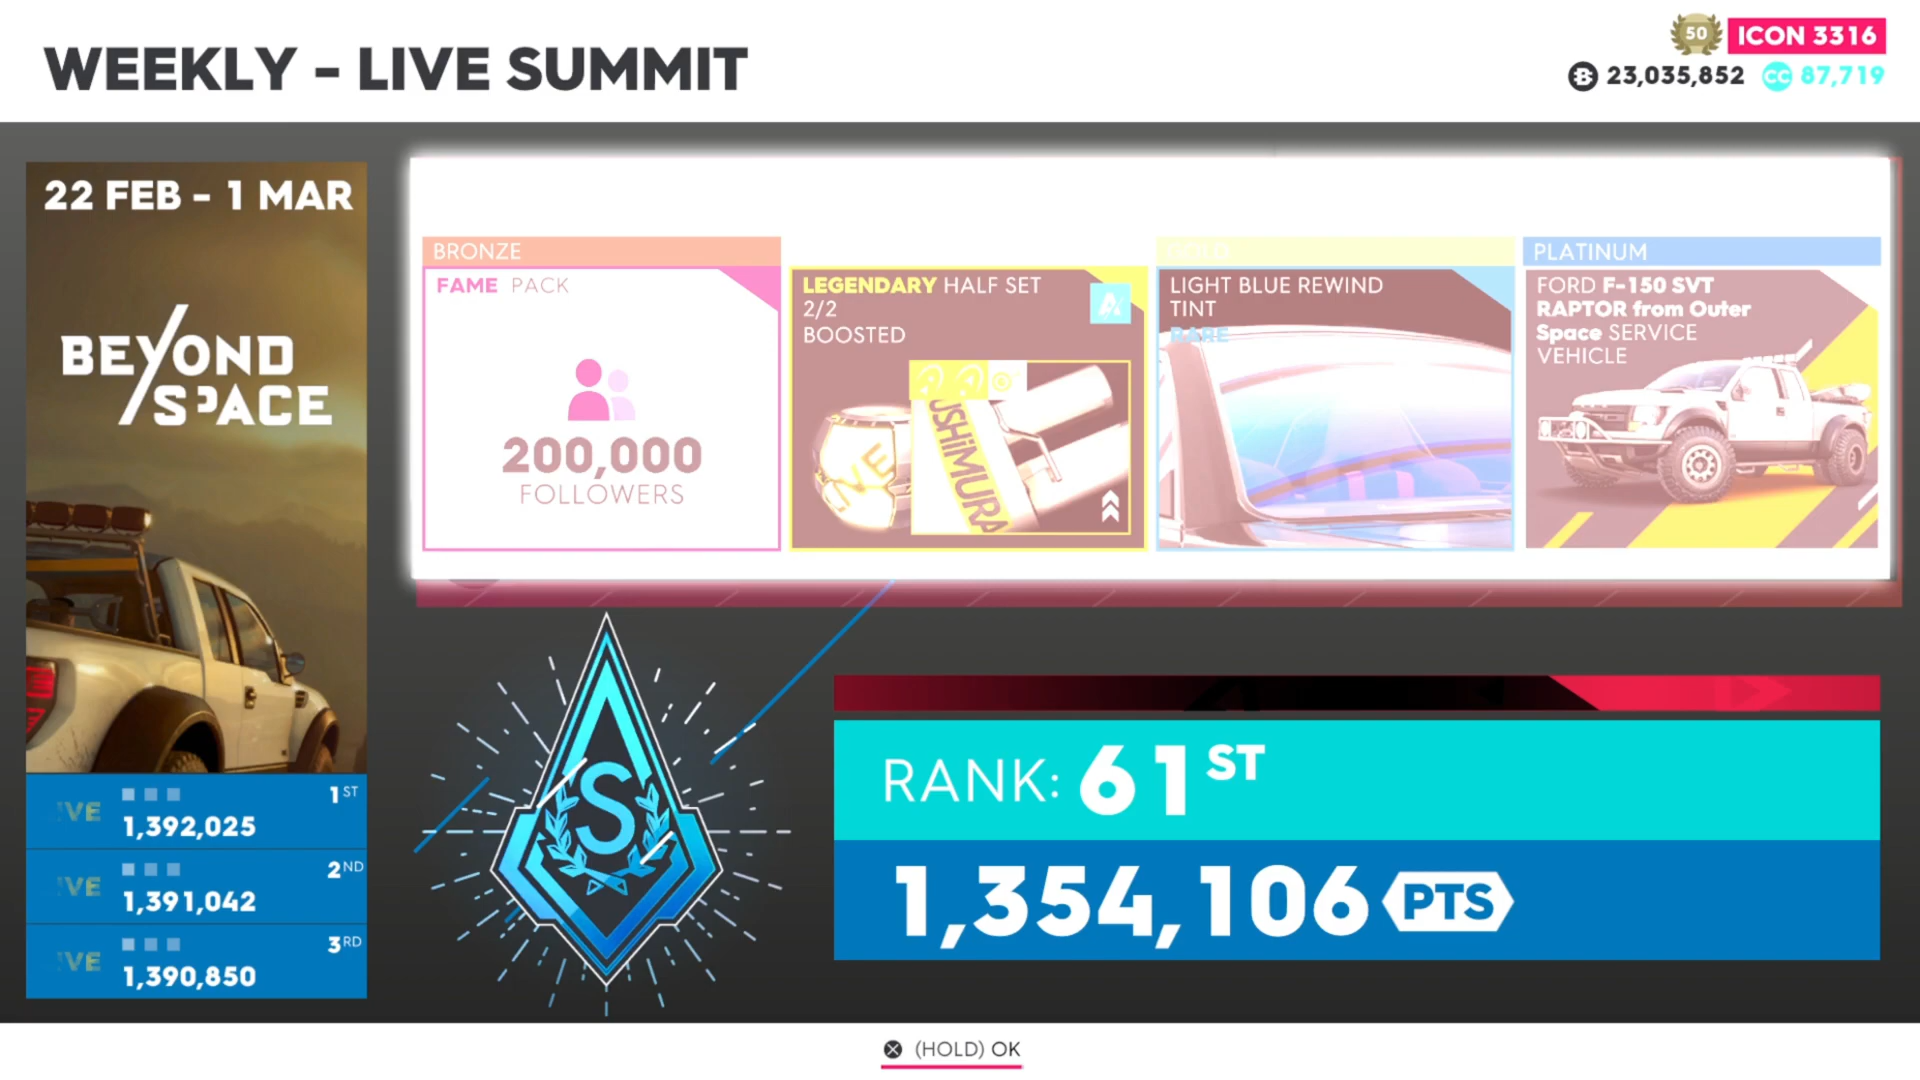 WEEKLY - LIVE SUMMIT
50 ICON 3316
23,035,852 CC 87,719
22 FEB - 1 MAR
BEYOND
SPACE
BRONZE
FAME PACK
200,000
FOLLOWERS
LEGENDARY HALF SET
2/2
BOOSTED
USHIMURA
GOLD
LIGHT BLUE REWIND
TINT
RARE
PLATINUM
FORD F-150 SVT
RAPTOR from Outer
Space SERVICE
VEHICLE
1ST
1,392,025
2ND
1,391,042
3RD
1,390,850
S
RANK: 61ST
1,354,106 PTS
(HOLD) OK